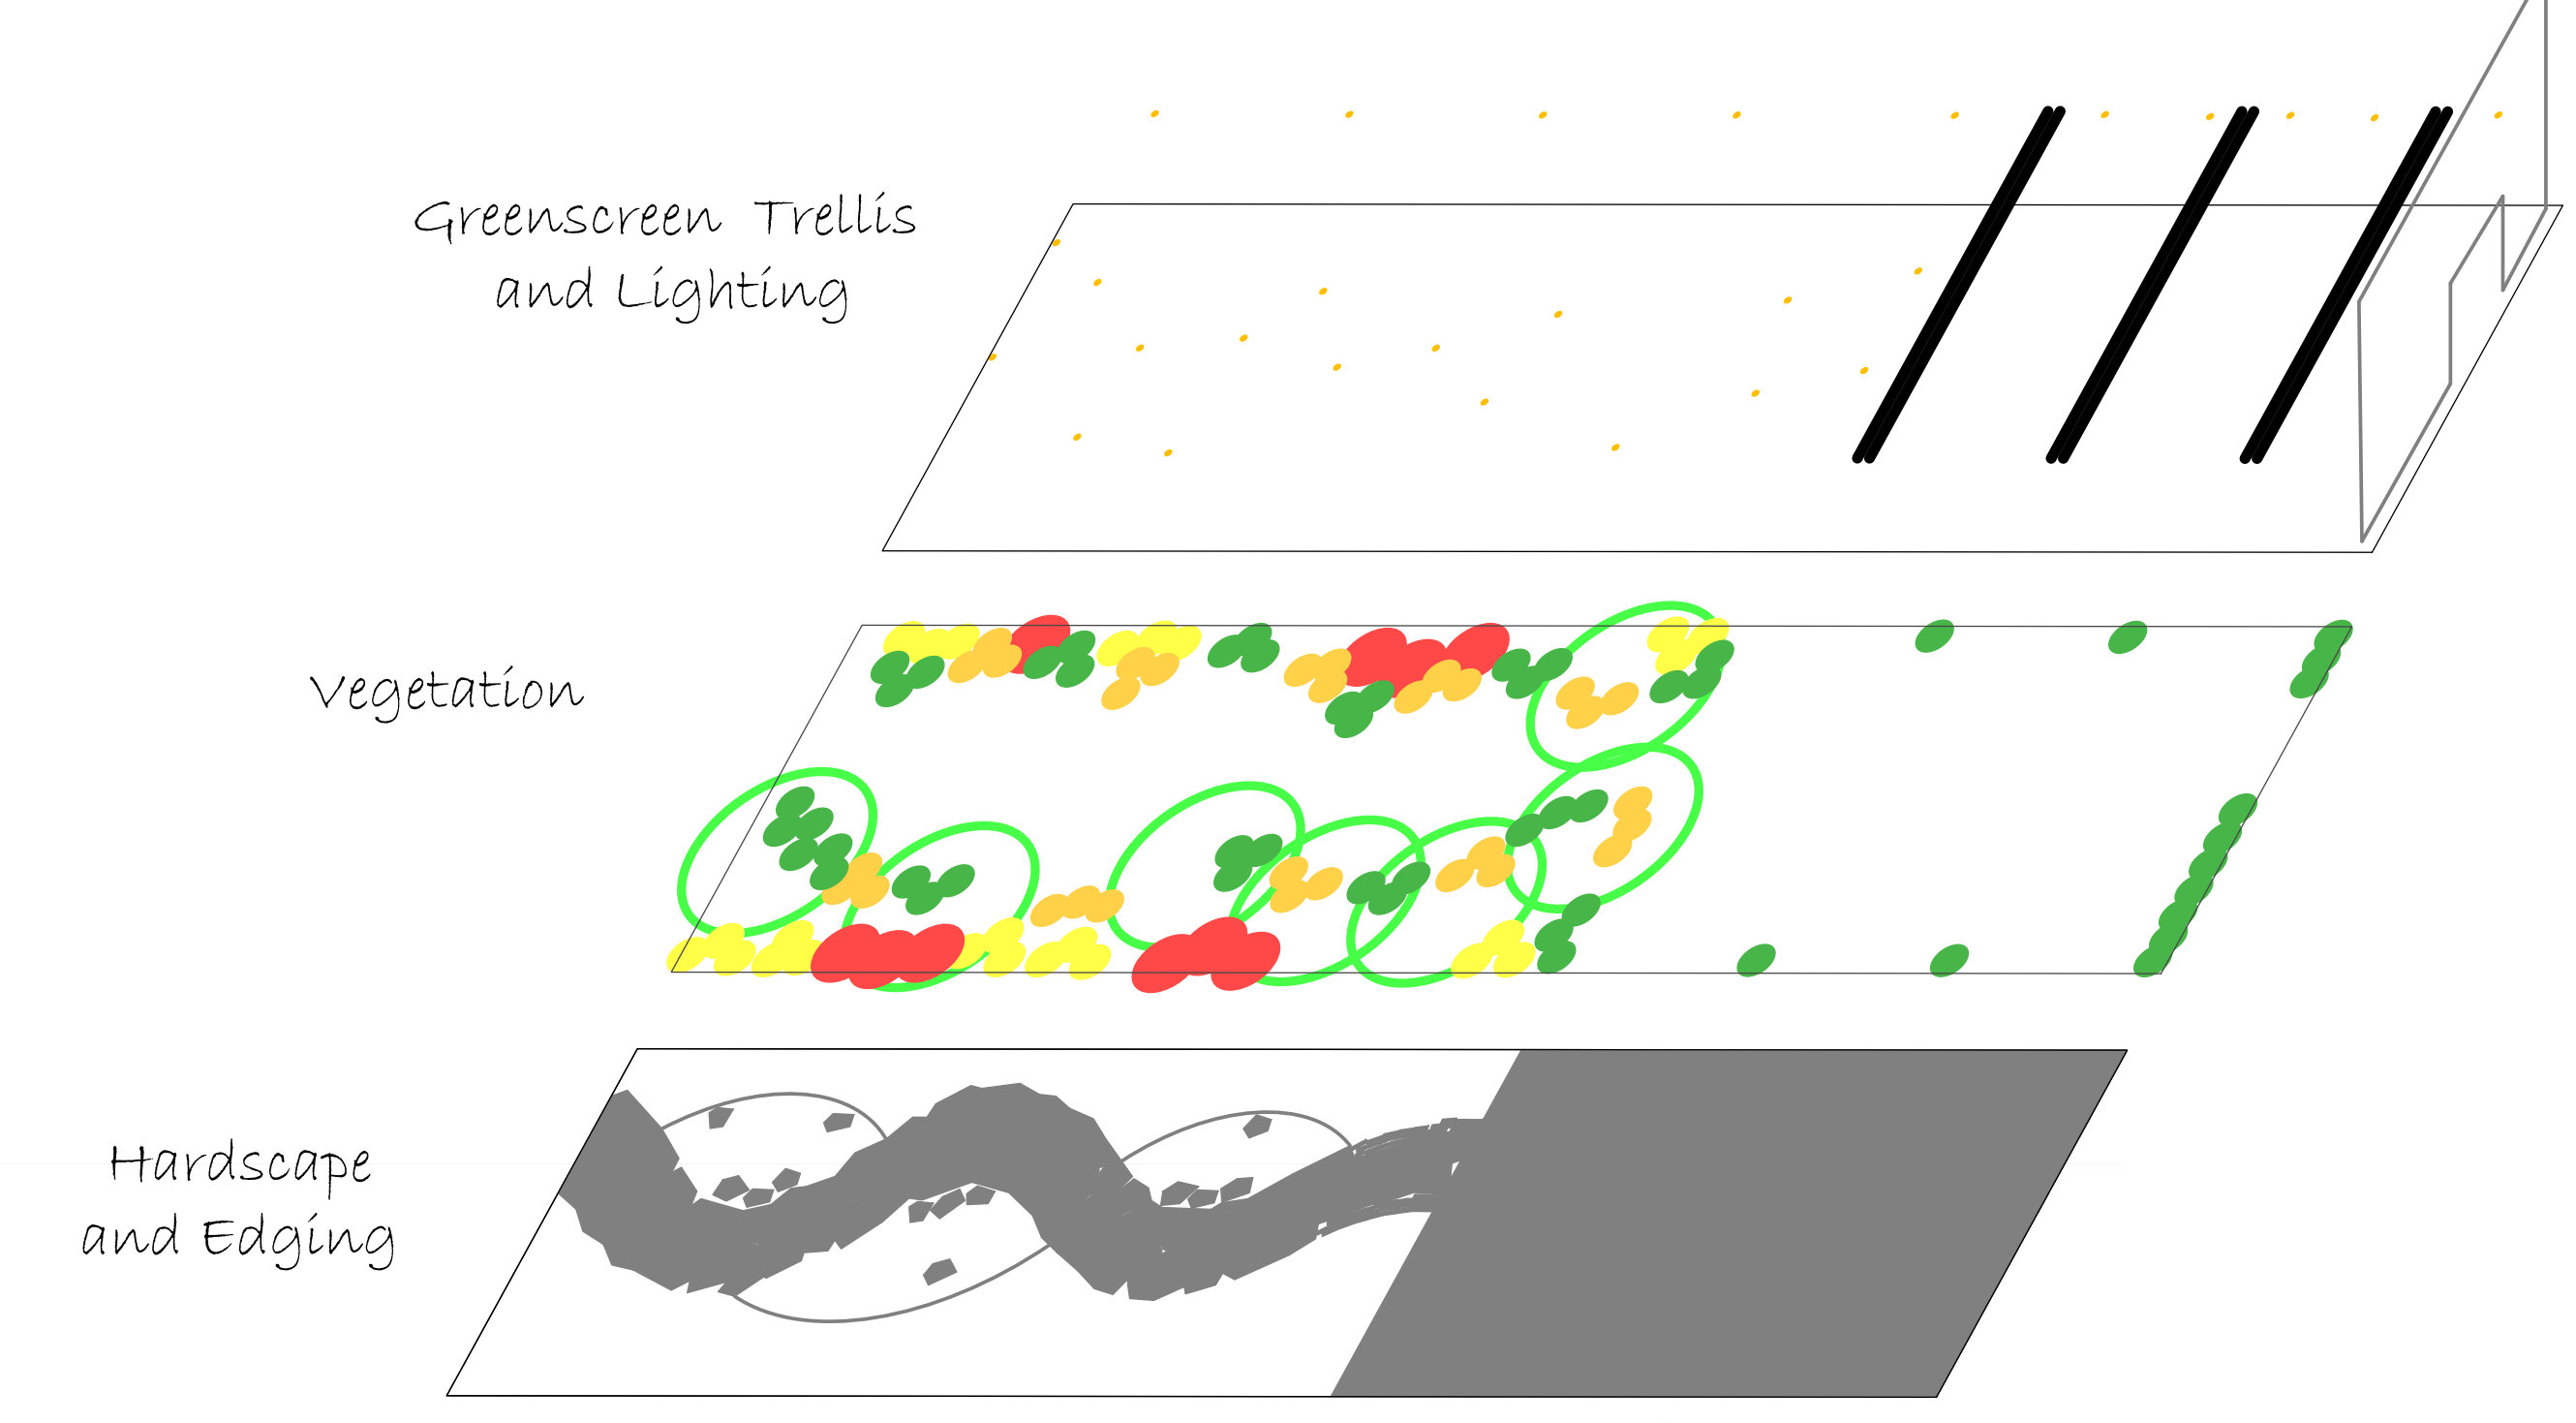 Greenscreen Trellis
and Lighting
Vegetation
Hardscape
and Edging